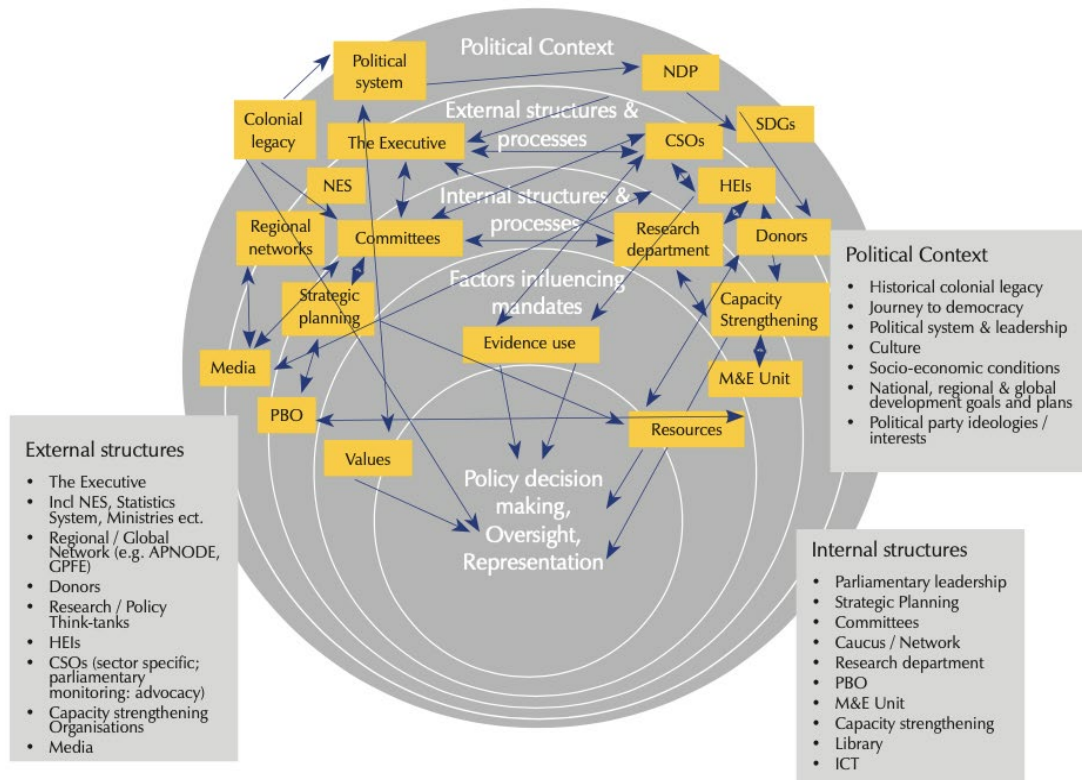 Political Context
Political
system
NDP
Colonial
legacy
External structures &
processes
SDGs
The Executive
CSOs
NES
HEIs
Internal structures &
processes
Regional
networks
Committees
Research
department
Donors
Factors influencing
mandates
Strategic
planning
Capacity
Strengthening
Evidence use
Media
M&E Unit
PBO
Resources
Values
Policy decision
making,
Oversight,
Representation
Political Context
• Historical colonial legacy
• Journey to democracy
• Political system & leadership
• Culture
• Socio-economic conditions
• National, regional & global
development goals and plans
• Political party ideologies /
interests
External structures
• The Executive
• Incl NES, Statistics
System, Ministries ect.
• Regional / Global
Network (e.g. APNODE,
GPFE)
• Donors
• Research / Policy
Think-tanks
• HEIs
• CSOs (sector specific;
parliamentary
monitoring: advocacy)
• Capacity strengthening
Organisations
• Media
Internal structures
• Parliamentary leadership
• Strategic Planning
• Committees
• Caucus / Network
• Research department
• PBO
• M&E Unit
• Capacity strengthening
• Library
• ICT